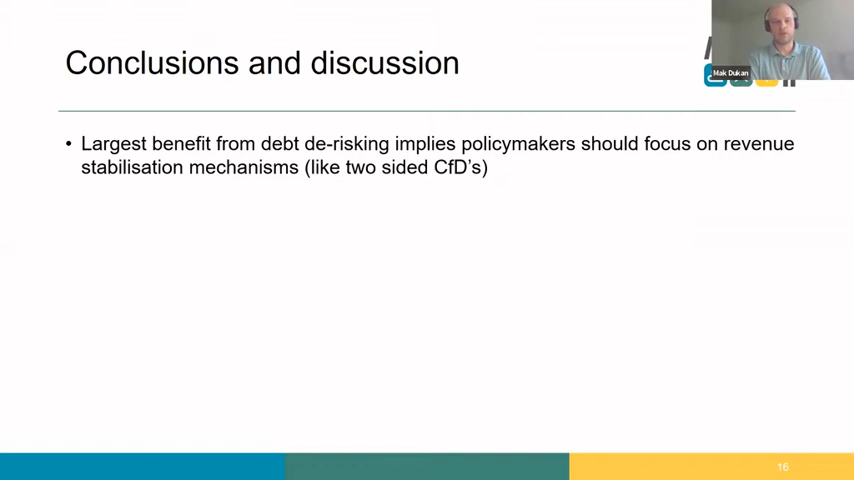 Conclusions and discussion
Mak Dukan
• Largest benefit from debt de-risking implies policymakers should focus on revenue
stabilisation mechanisms (like two sided CfD's)
16